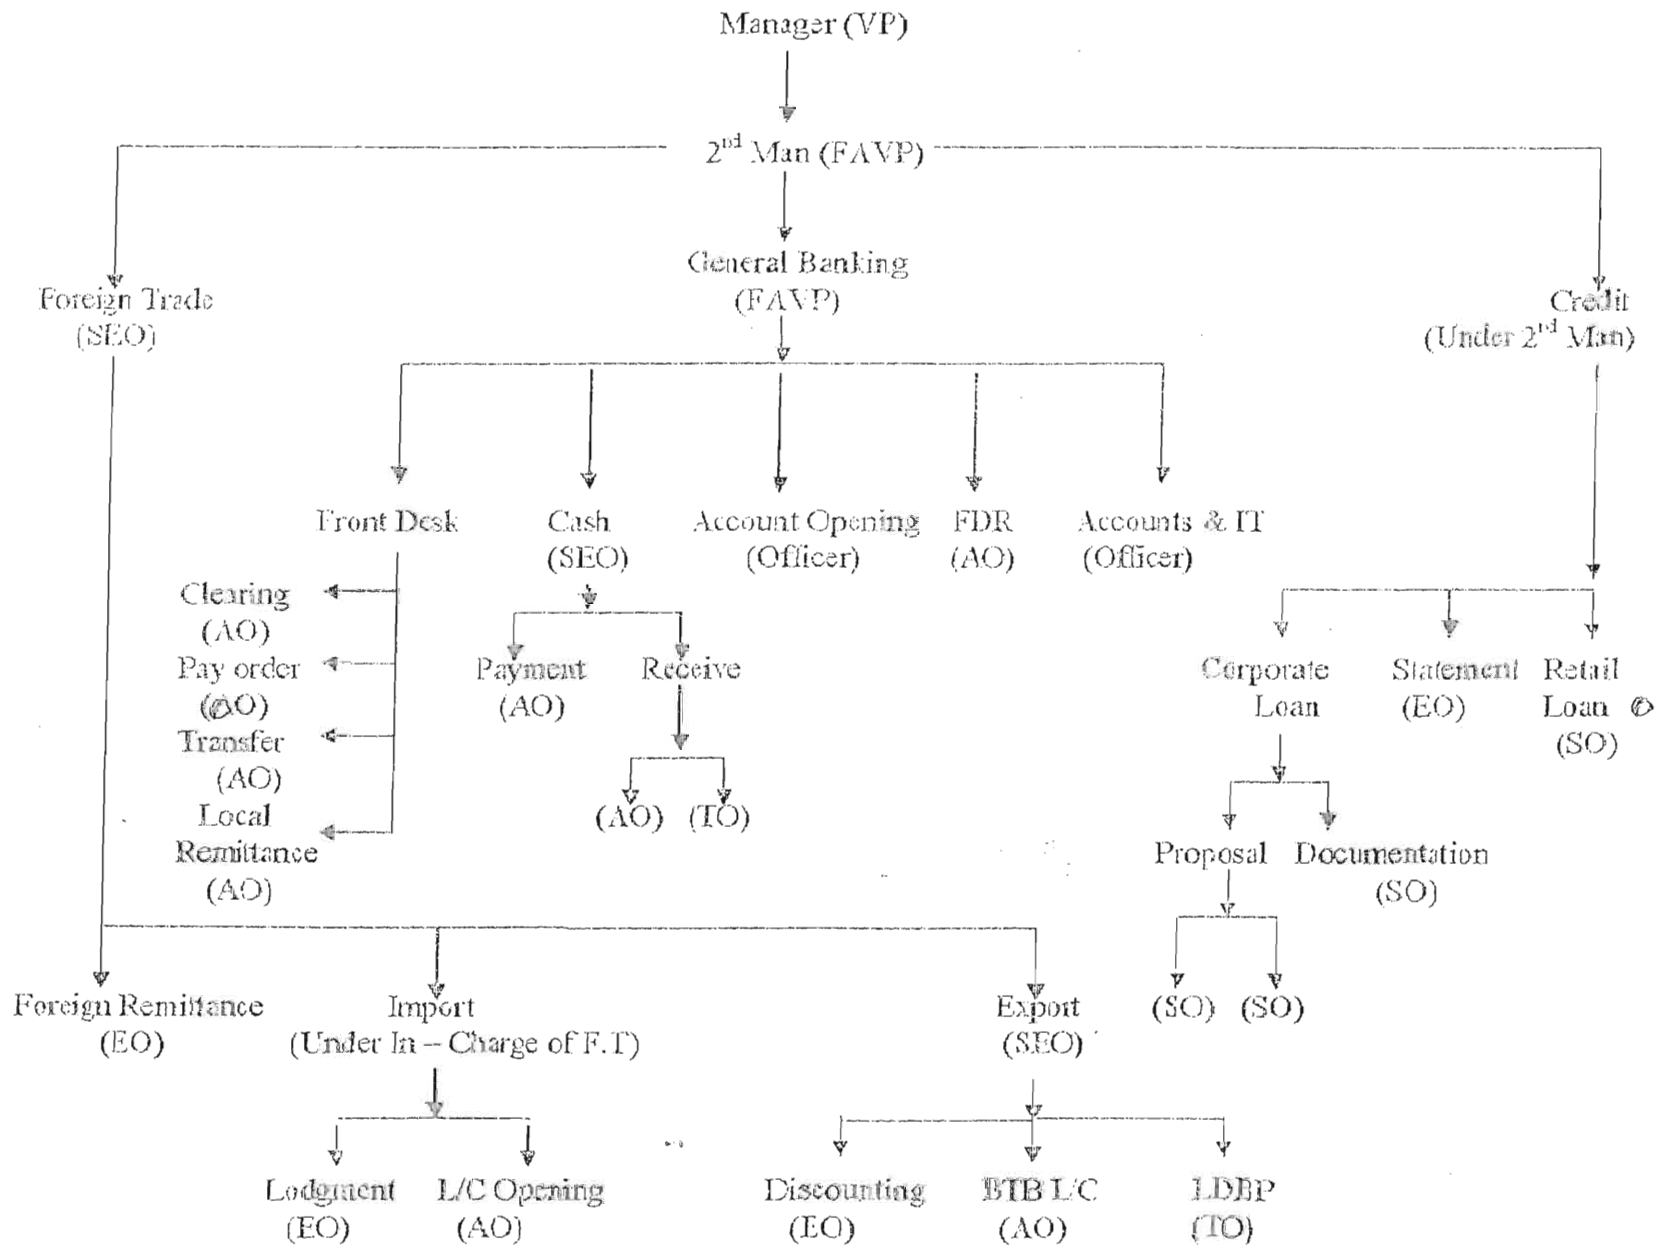 Manager (VP)
2nd Man (FAVP)
General Banking
(FAVP)
Foreign Trade
(SEO)
Credit
(Under 2nd Man)
Front Desk
Cash
(SEO)
Account Opening
(Officer)
FDR
(AO)
Accounts & IT
(Officer)
Clearing
(AO)
Pay order
(AO)
Transfer
(AO)
Local
Remittance
(AO)
Payment
(AO)
Receive
(AO) (TO)
Corporate
Loan
Statement
(EO)
Retail
Loan
(SO)
Proposal
Documentation
(SO)
(SO) (SO)
Foreign Remittance
(EO)
Import
(Under In – Charge of F.T)
Export
(SEO)
Lodgment
(EO)
L/C Opening
(AO)
Discounting
(EO)
BTB L/C
(AO)
LDBP
(TO)